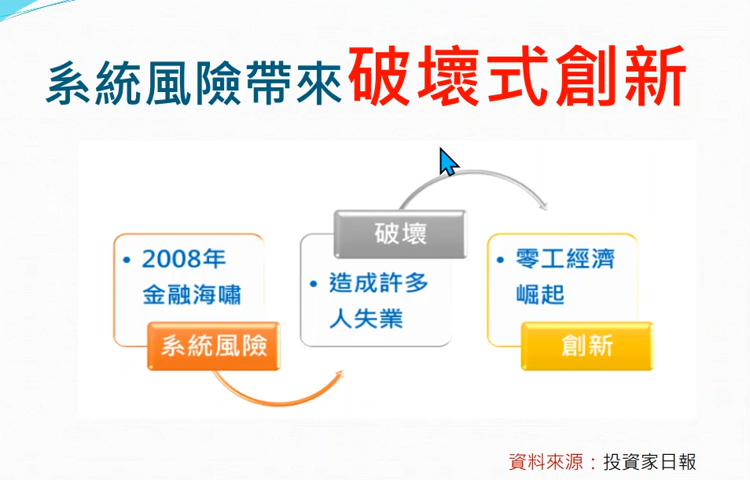 系統風險帶來破壞式創新
• 2008年
金融海嘯
系統風險
破壞
• 造成許多
人失業
• 零工經濟
崛起
創新
資料來源：投資家日報